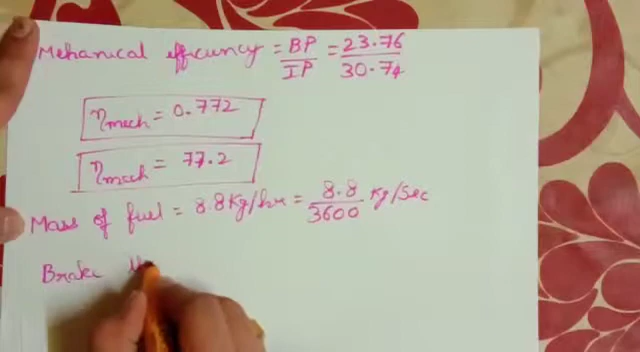 Mehanical efficiency = BP/IP = 23.76/30.74
ηmech = 0.772
ηmech = 77.2
Mass of fuel = 8.8 Kg/hr = 8.8/3600 Kg/sec
Brake